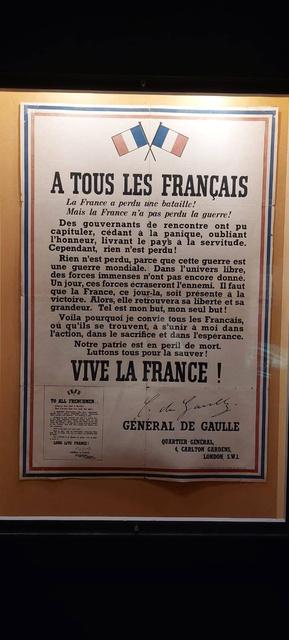 A TOUS LES FRANÇAIS
La France a perdu une bataille!
Mais la France n'a pas perdu la guerre!
Des gouvernants de rencontre ont pu
capituler, cédant à la panique, oubliant
l'honneur, livrant le pays à la servitude.
Cependant, rien n'est perdu!
Rien n'est perdu, parce que cette guerre est
une guerre mondiale. Dans l'univers libre,
des forces immenses n'ont pas encore donné.
Un jour, ces forces écraseront l'ennemi. Il faut
que la France, ce jour-là, soit présente à la
victoire. Alors, elle retrouvera sa liberté et sa
grandeur. Tel est mon but, mon seul but!
Voilà pourquoi je convie tous les Français,
où qu'ils se trouvent, à s'unir à moi dans
l'action, dans le sacrifice et dans l'espérance.
Notre patrie est en péril de mort.
Luttons tous pour la sauver!
VIVE LA FRANCE !
C. de Gaulle
GÉNÉRAL DE GAULLE
QUARTIER-GÉNÉRAL,
4, CARLTON GARDENS,
LONDON, S.W.1.
TO ALL FRENCHMEN
LONG LIVE FRANCE!